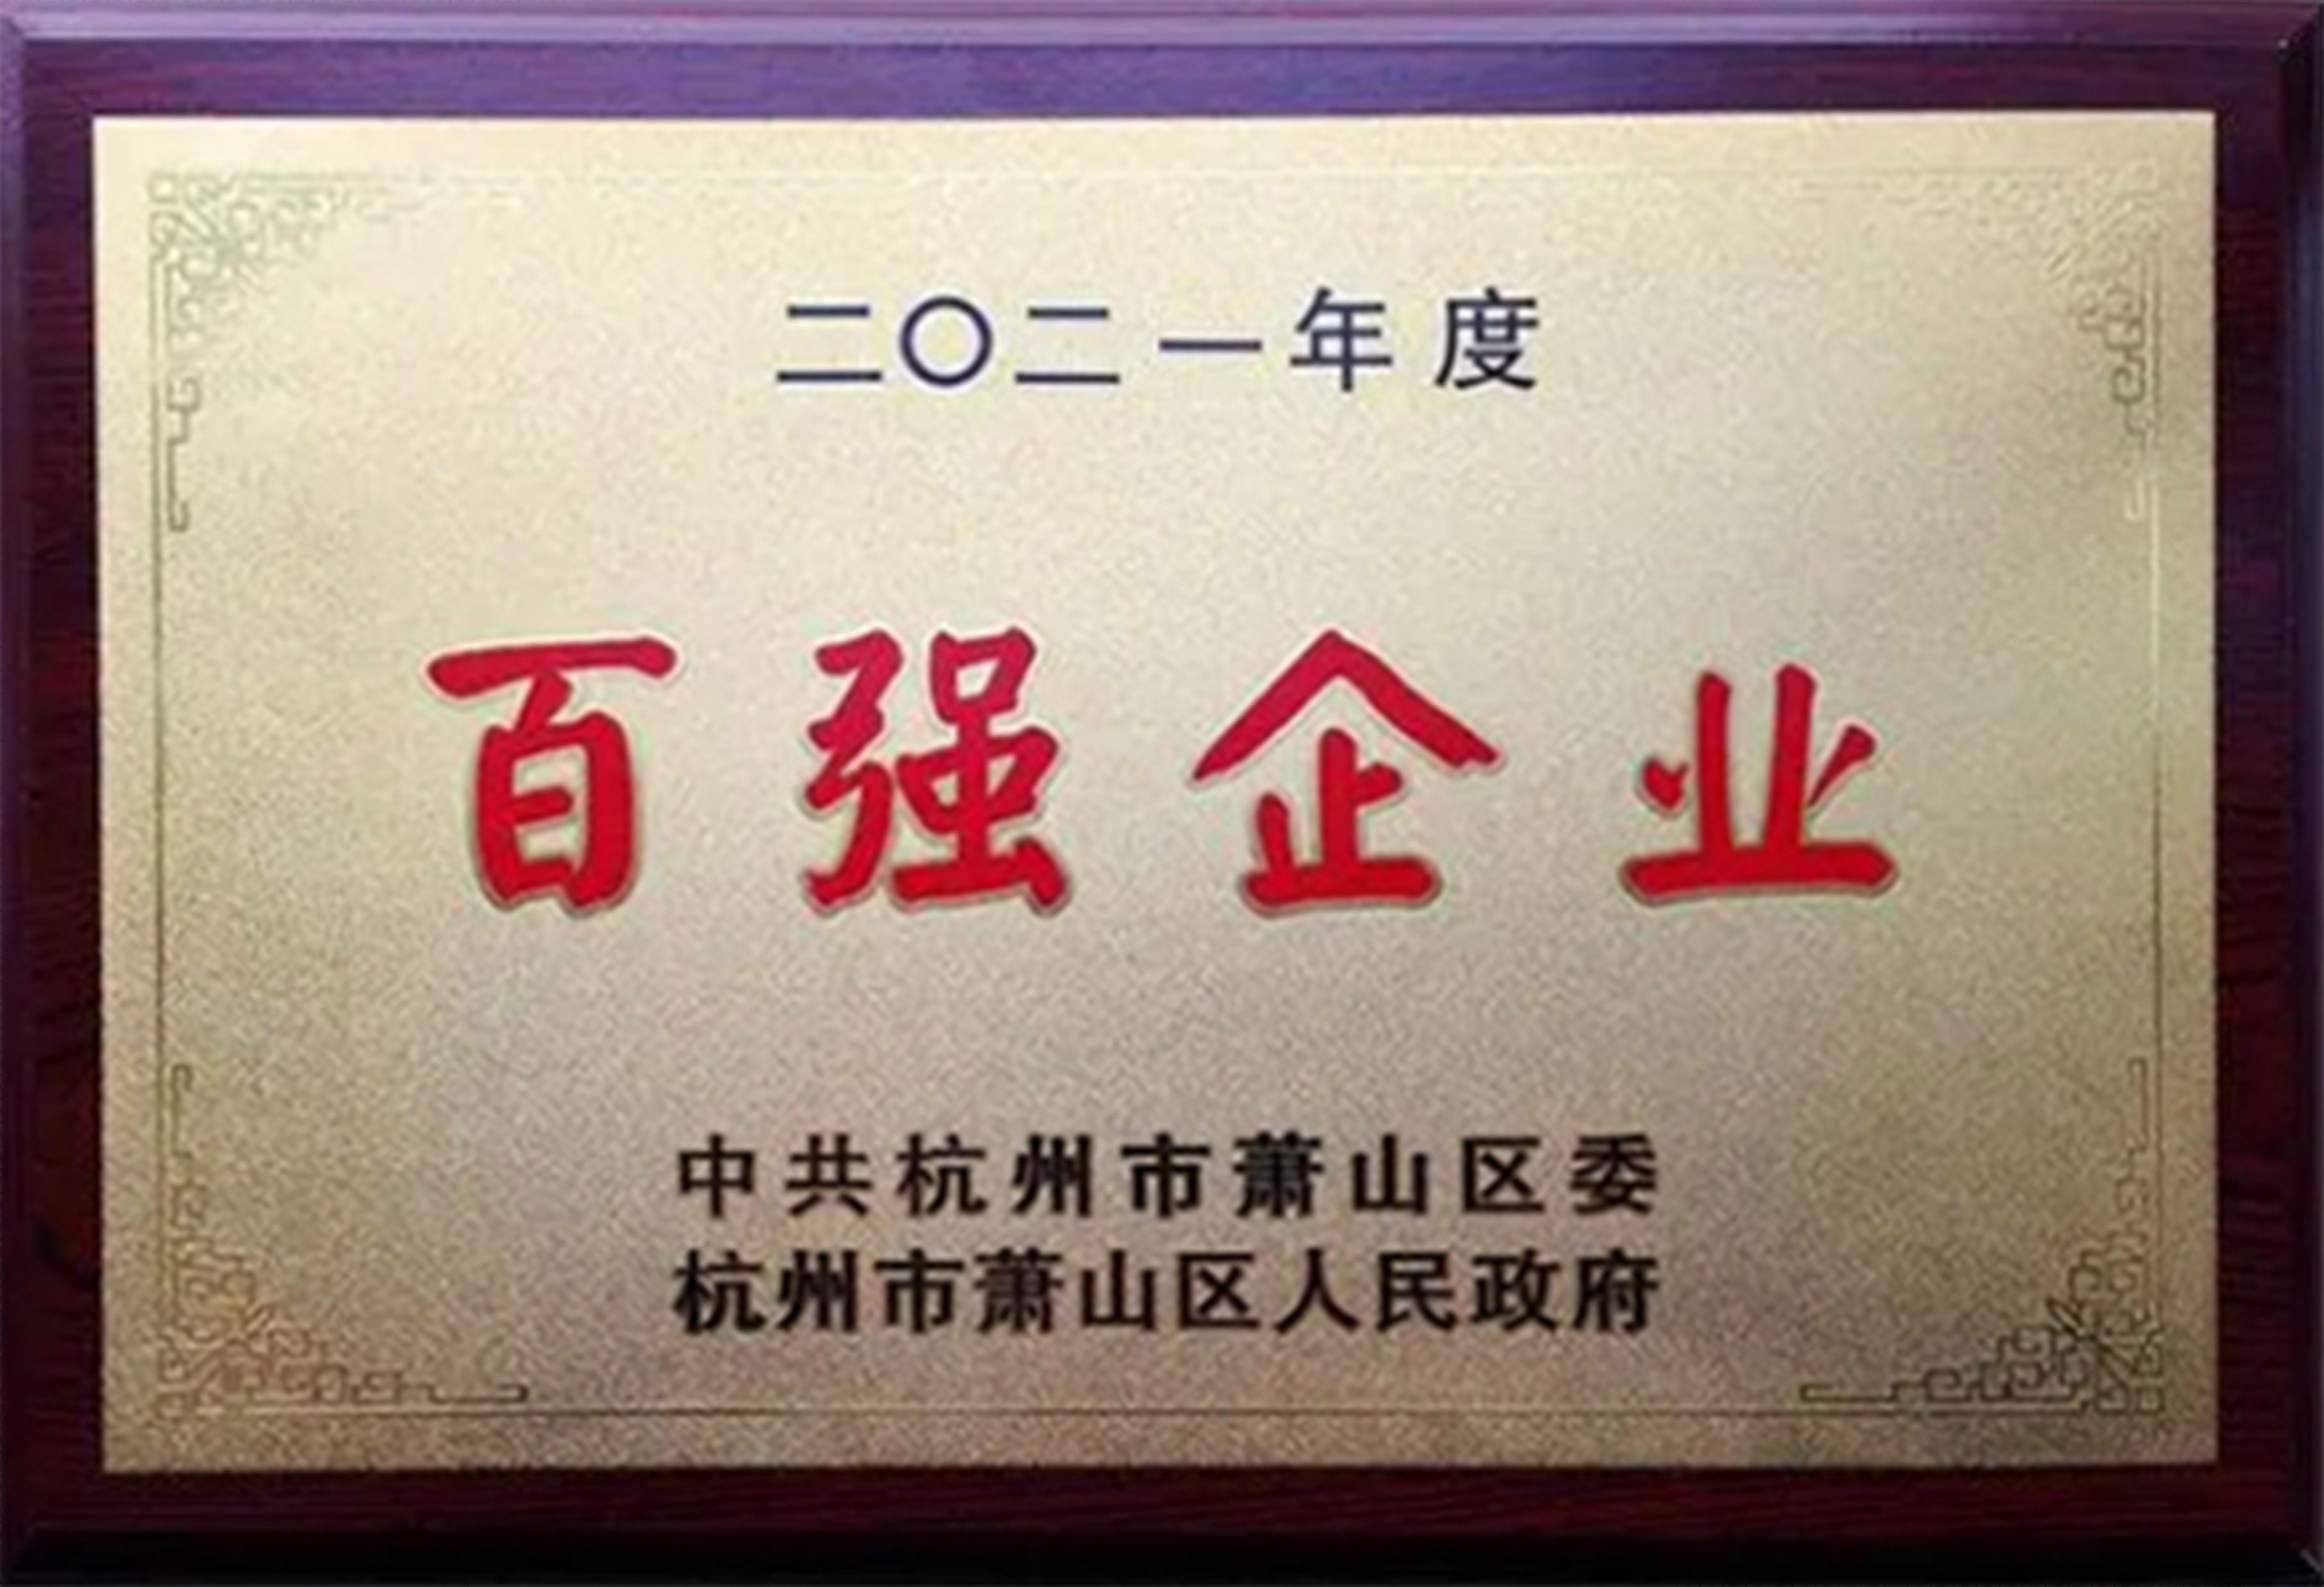 二〇二一年度
百强企业
中共杭州市萧山区委
杭州市萧山区人民政府